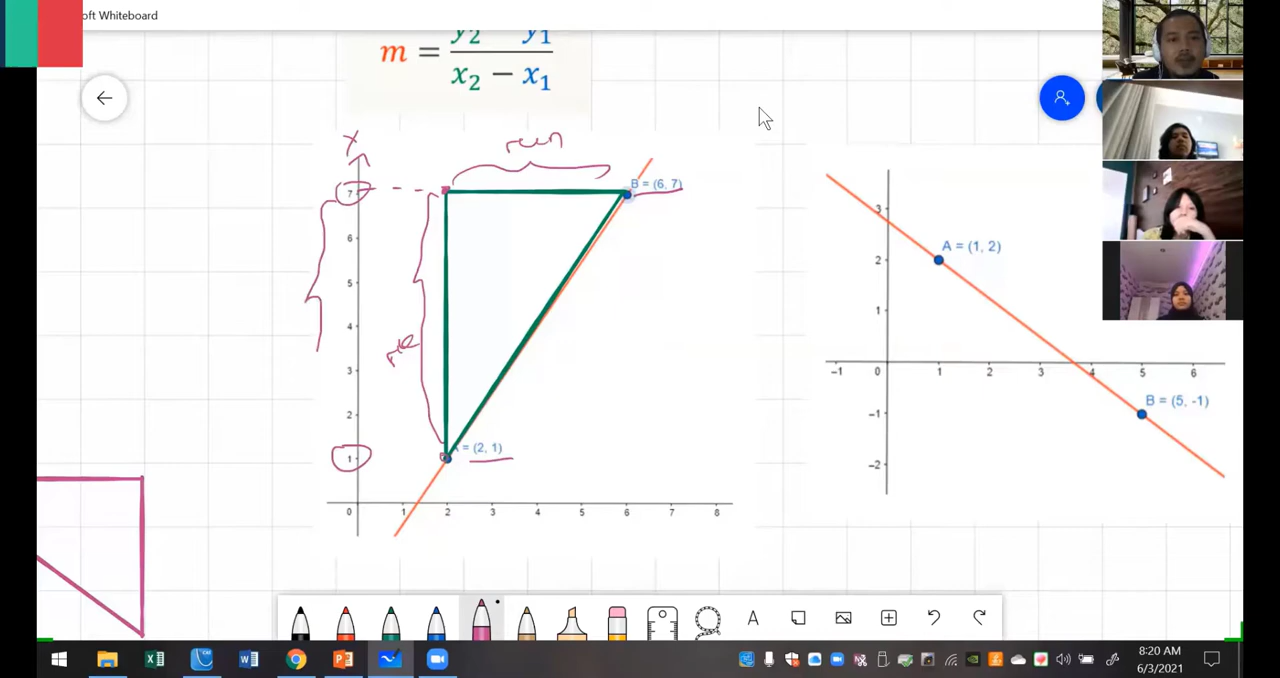 oft Whiteboard
m = y2 y1
x2 − x1
x
run
7
B = (6, 7)
6
5
4
3
2
1
A = (2, 1)
0 1 2 3 4 5 6 7 8
3
A = (1, 2)
2
1
−1 0 1 2 3 4 5 6
B = (5, -1)
−1
−2
A
8:20 AM
6/3/2021